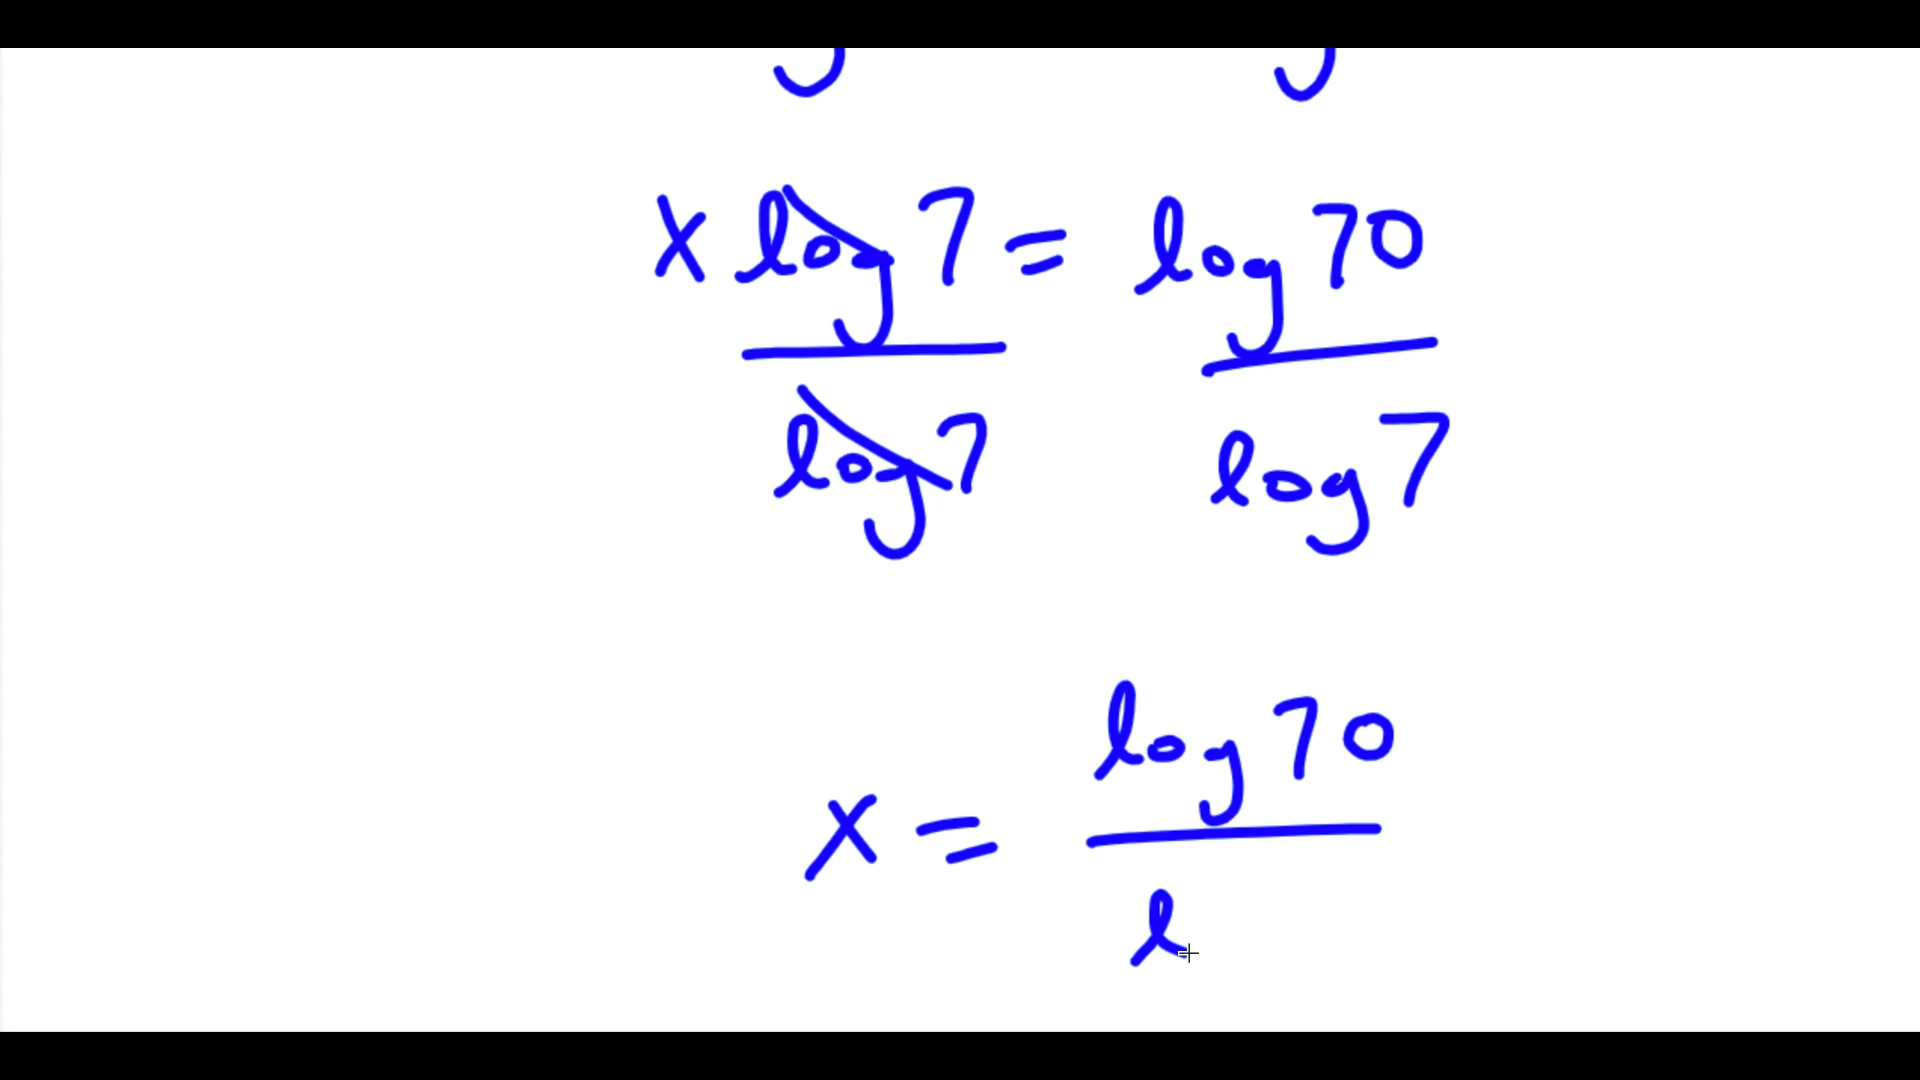 x log 7 = log 70
log 7 log 7
log 70
x =
l